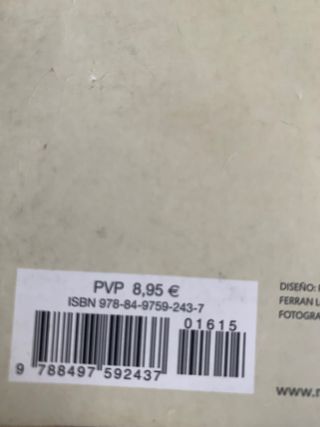 PVP 8,95 €
ISBN 978-84-9759-243-7
01615
9 788497 592437
DISEÑO:
FERRAN
FOTOGRA
www.